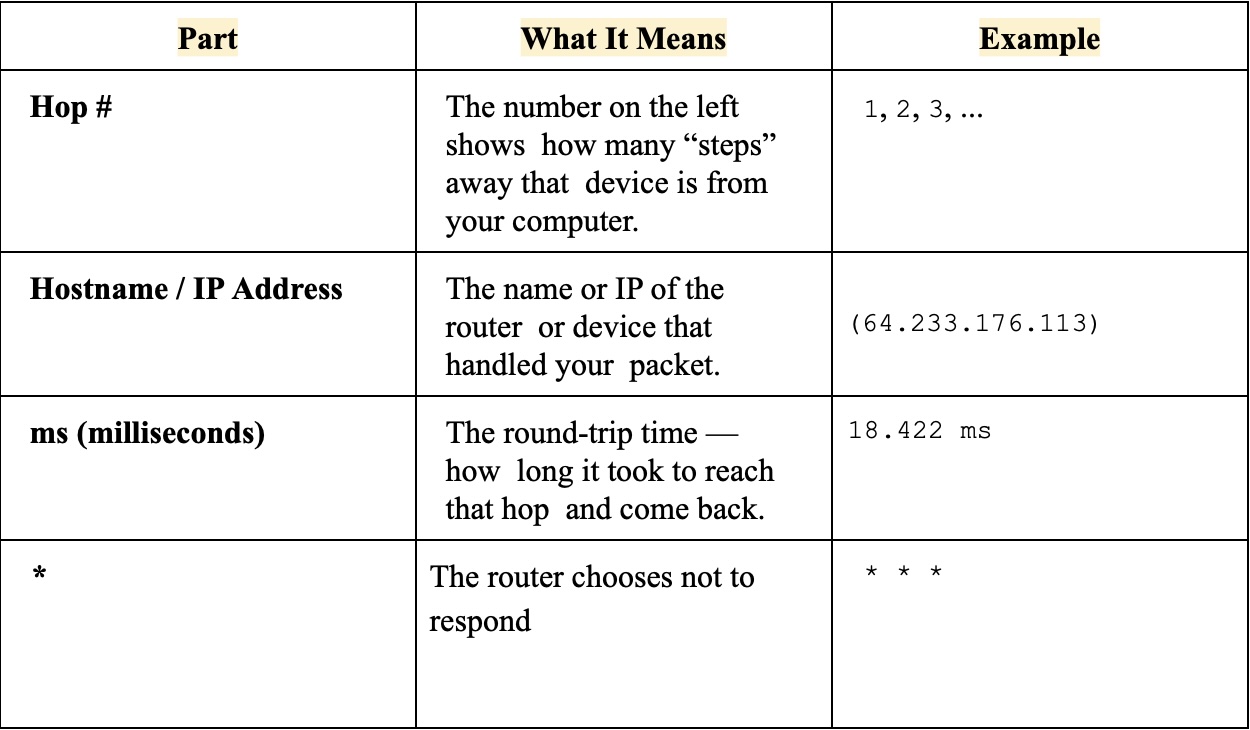 Part
What It Means
Example
Hop #
The number on the left
shows  how many “steps”
away that  device is from
your computer.
1, 2, 3, ...
Hostname / IP Address
The name or IP of the
router  or device that
handled your  packet.
(64.233.176.113)
ms (milliseconds)
The round-trip time —
how  long it took to reach
that hop  and come back.
18.422 ms
*
The router chooses not to
respond
* * *